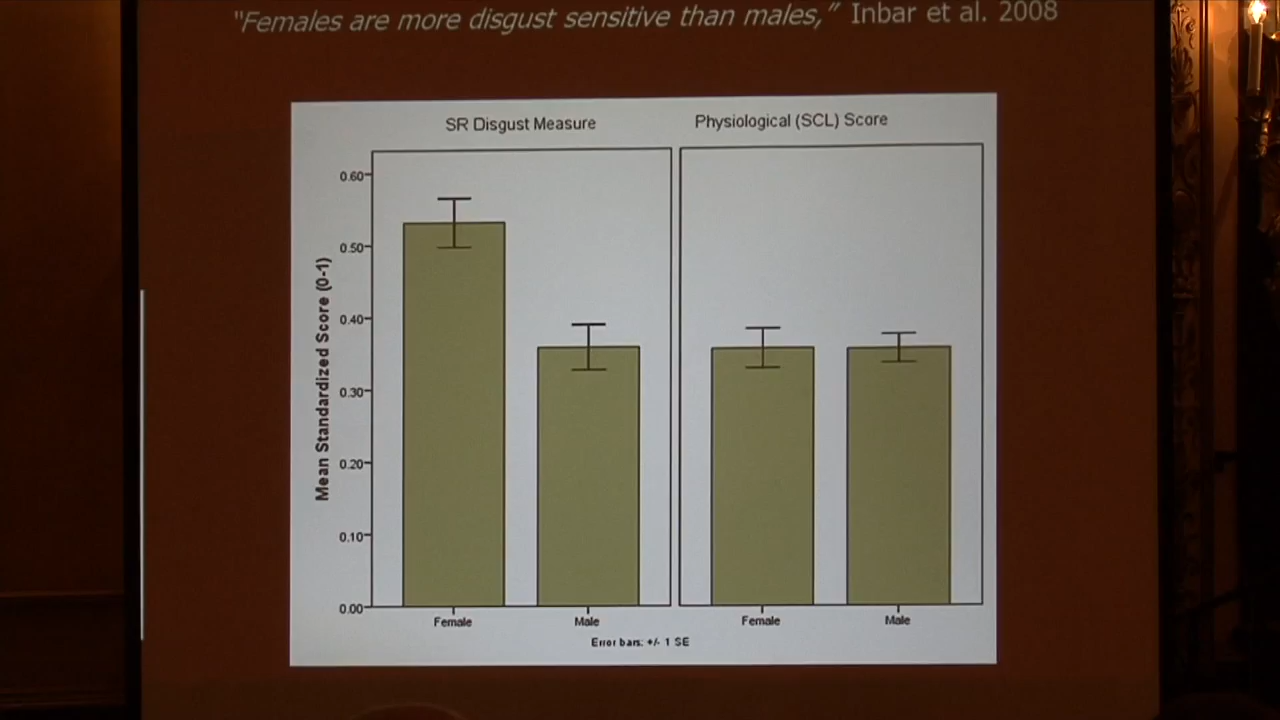 "Females are more disgust sensitive than males," Inbar et al. 2008
SR Disgust Measure
Physiological (SCL) Score
Mean Standardized Score (0-1)
0.60
0.50
0.40
0.30
0.20
0.10
0.00
Female
Male
Female
Male
Error bars: +/- 1 SE